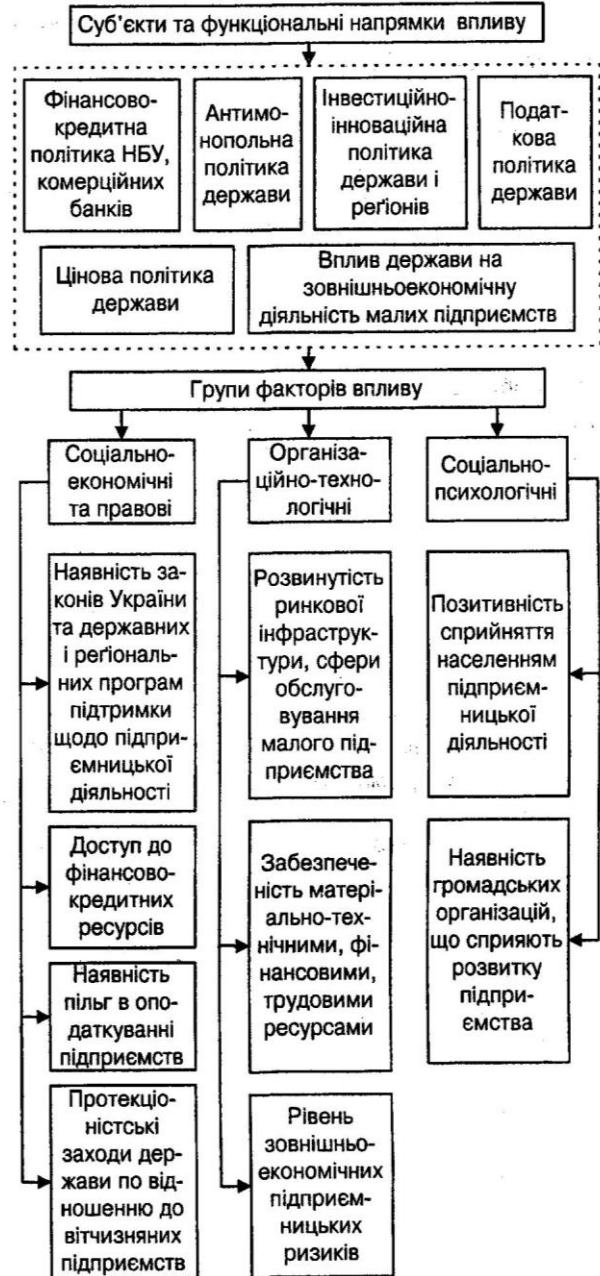 Суб’єкти та функціональні напрямки впливу
Фінансово-
кредитна
політика НБУ,
комерційних
банків
Антимо-
нопольна
політика
держави
Інвестиційно-
інноваційна
політика
держави і
реґіонів
Подат-
кова
політика
держави
Цінова політика
держави
Вплив держави на
зовнішньоекономічну
діяльність малих підприємств
Групи факторів впливу
Соціально-
економічні
та правові
Наявність за-
конів України
та державних
і реґіональ-
них програм
підтримки
щодо підпри-
ємницької
діяльності
Доступ до
фінансово-
кредитних
ресурсів
Наявність
пільг в опо-
даткуванні
підприємств
Протекціо-
ністські
заходи дер-
жави по від-
ношенню до
вітчизняних
підприємств
Організа-
ційно-техно-
логічні
Розвинутість
ринкової
інфраструк-
тури, сфери
обслуго-
вування
малого під-
приємства
Забезпече-
ність матері-
ально-тех-
нічними, фі-
нансовими,
трудовими
ресурсами
Рівень
зовнішньо-
економічних
підприєм-
ницьких
ризиків
Соціально-
психологічні
Позитивність
сприйняття
населенням
підприєм-
ницької
діяльності
Наявність
громадських
організацій,
що сприяють
розвитку
підпри-
ємства